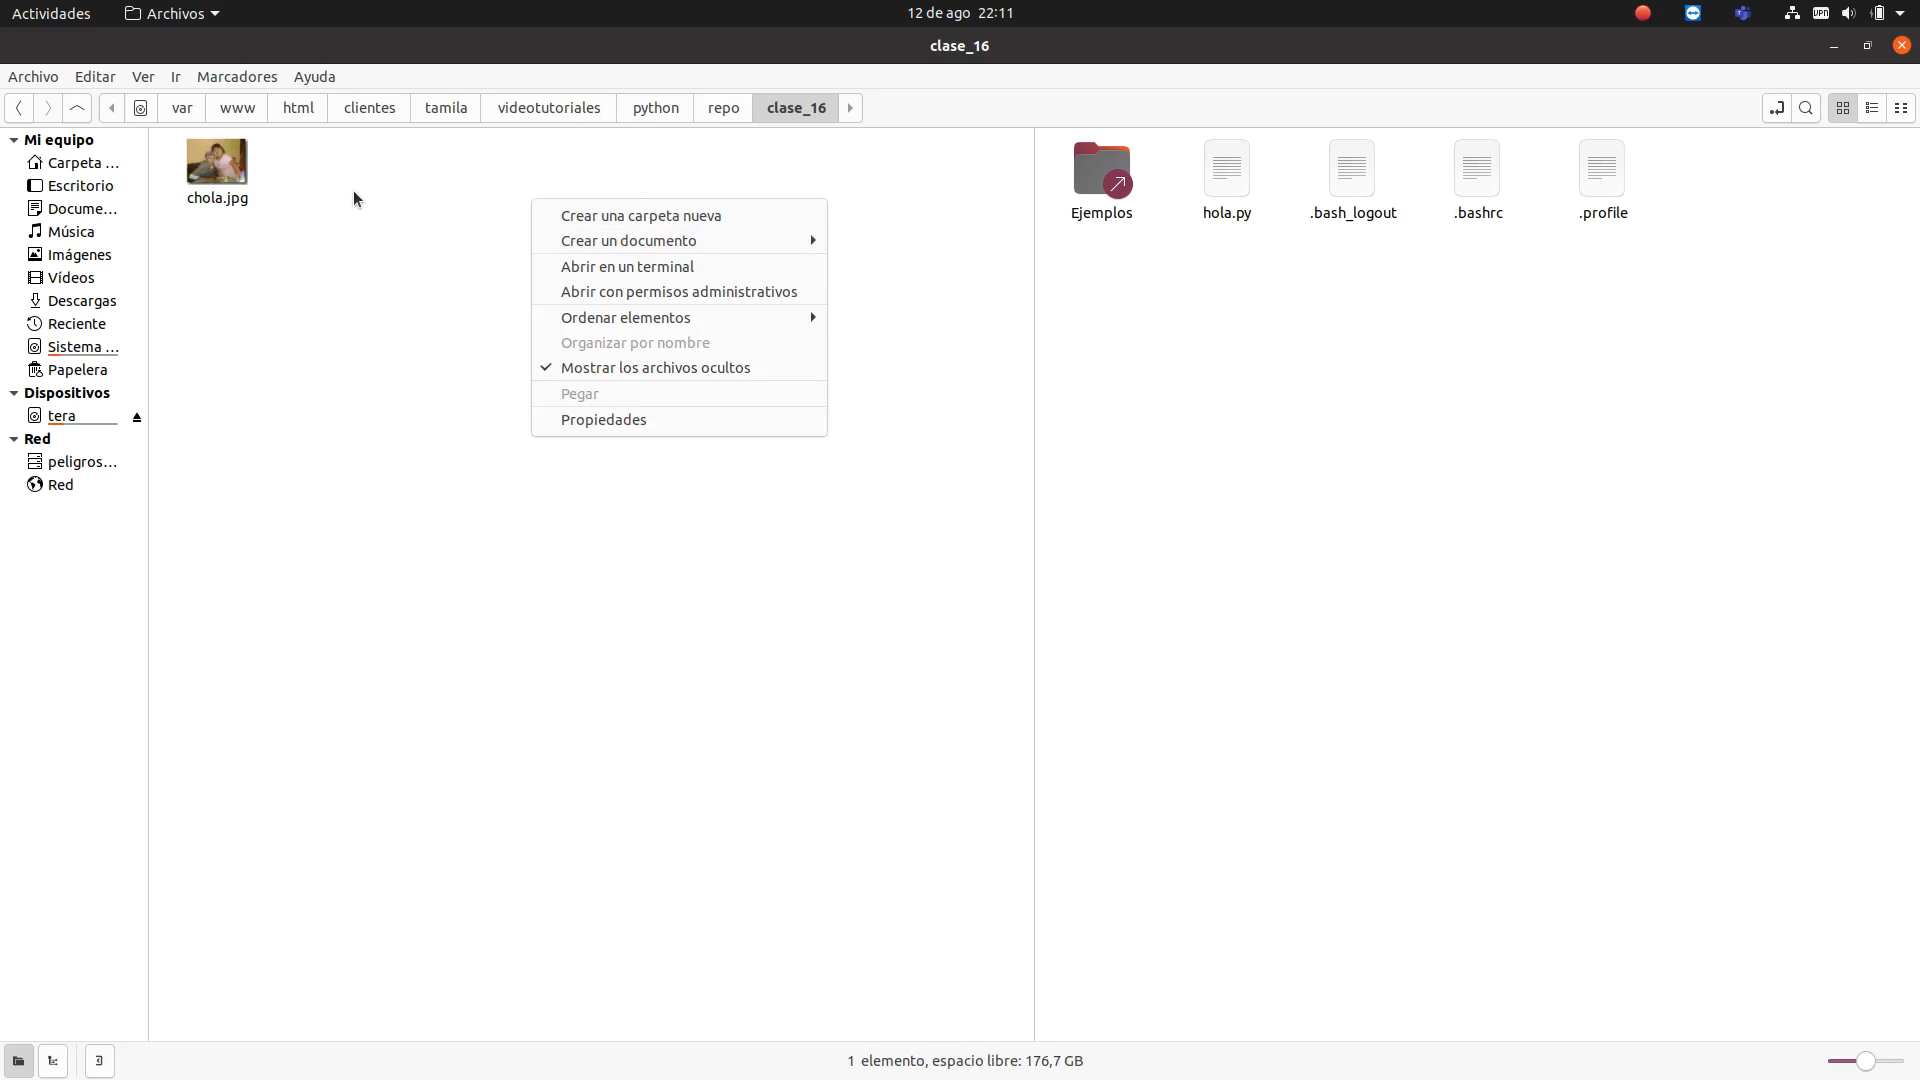 Actividades Archivos 12 de ago 22:11 VPN
clase_16
Archivo Editar Ver Ir Marcadores Ayuda
var www html clientes tamila videotutoriales python repo clase_16
Mi equipo
Carpeta ...
Escritorio
Docume...
Música
Imágenes
Vídeos
Descargas
Reciente
Sistema ...
Papelera
Dispositivos
tera
Red
peligros...
Red
chola.jpg
Crear una carpeta nueva
Crear un documento
Abrir en un terminal
Abrir con permisos administrativos
Ordenar elementos
Organizar por nombre
Mostrar los archivos ocultos
Pegar
Propiedades
Ejemplos hola.py .bash_logout .bashrc .profile
1 elemento, espacio libre: 176,7 GB